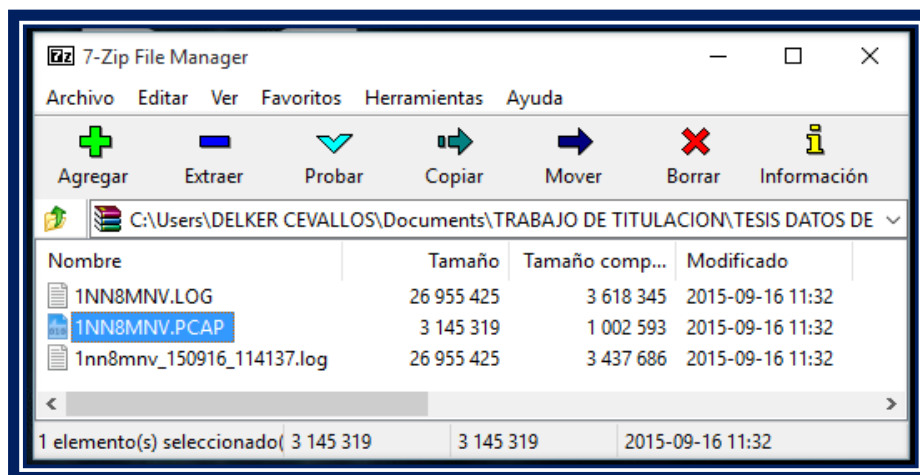 7z 7-Zip File Manager
Archivo Editar Ver Favoritos Herramientas Ayuda
Agregar Extraer Probar Copiar Mover Borrar Información
C:\Users\DELKER CEVALLOS\Documents\TRABAJO DE TITULACION\TESIS DATOS DE
Nombre Tamaño Tamaño comp... Modificado
1NN8MNV.LOG 26 955 425 3 618 345 2015-09-16 11:32
1NN8MNV.PCAP 3 145 319 1 002 593 2015-09-16 11:32
1nn8mnv_150916_114137.log 26 955 425 3 437 686 2015-09-16 11:32
1 elemento(s) seleccionado( 3 145 319 3 145 319 2015-09-16 11:32